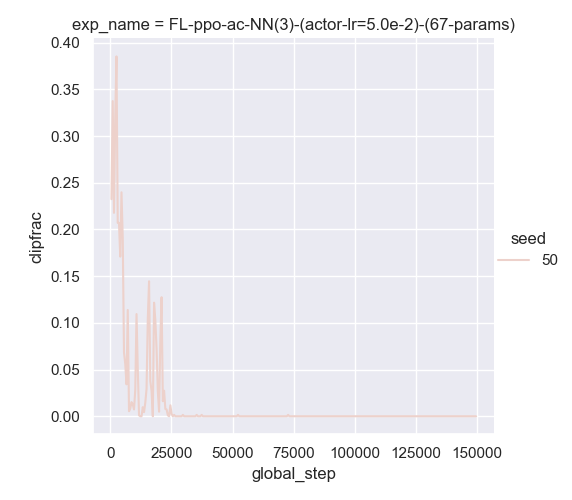 exp_name = FL-ppo-ac-NN(3)-(actor-lr=5.0e-2)-(67-params)
0.40
0.35
0.30
0.25
0.20
0.15
0.10
0.05
0.00
clipfrac
0 25000 50000 75000 100000 125000 150000
global_step
seed
50